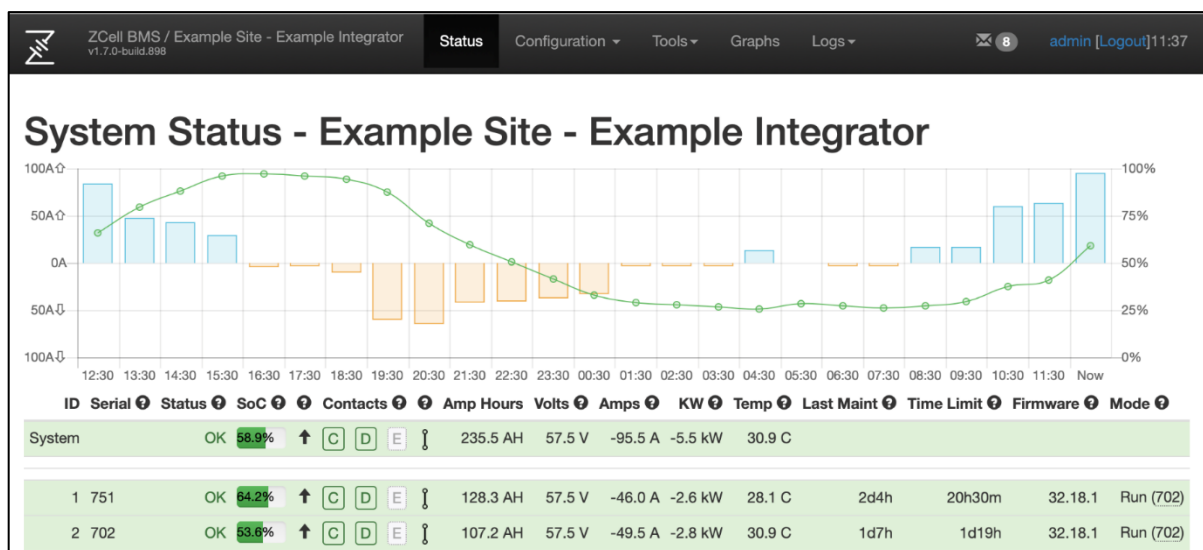 ZCell BMS / Example Site - Example Integrator
v1.7.0-build.898
Status Configuration Tools Graphs Logs 8 admin [Logout]11:37
System Status - Example Site - Example Integrator
100A⇧ 100%
50A⇧ 75%
0A 50%
50A⇩ 25%
100A⇩ 0%
12:30 13:30 14:30 15:30 16:30 17:30 18:30 19:30 20:30 21:30 22:30 23:30 00:30 01:30 02:30 03:30 04:30 05:30 06:30 07:30 08:30 09:30 10:30 11:30 Now
ID Serial ? Status ? SoC ? ? Contacts ? ? Amp Hours Volts ? Amps ? KW ? Temp ? Last Maint ? Time Limit ? Firmware ? Mode ?
System OK 58.9% ↑ C D E 235.5 AH 57.5 V -95.5 A -5.5 kW 30.9 C
1 751 OK 64.2% ↑ C D E 128.3 AH 57.5 V -46.0 A -2.6 kW 28.1 C 2d4h 20h30m 32.18.1 Run (702)
2 702 OK 53.6% ↑ C D E 107.2 AH 57.5 V -49.5 A -2.8 kW 30.9 C 1d7h 1d19h 32.18.1 Run (702)